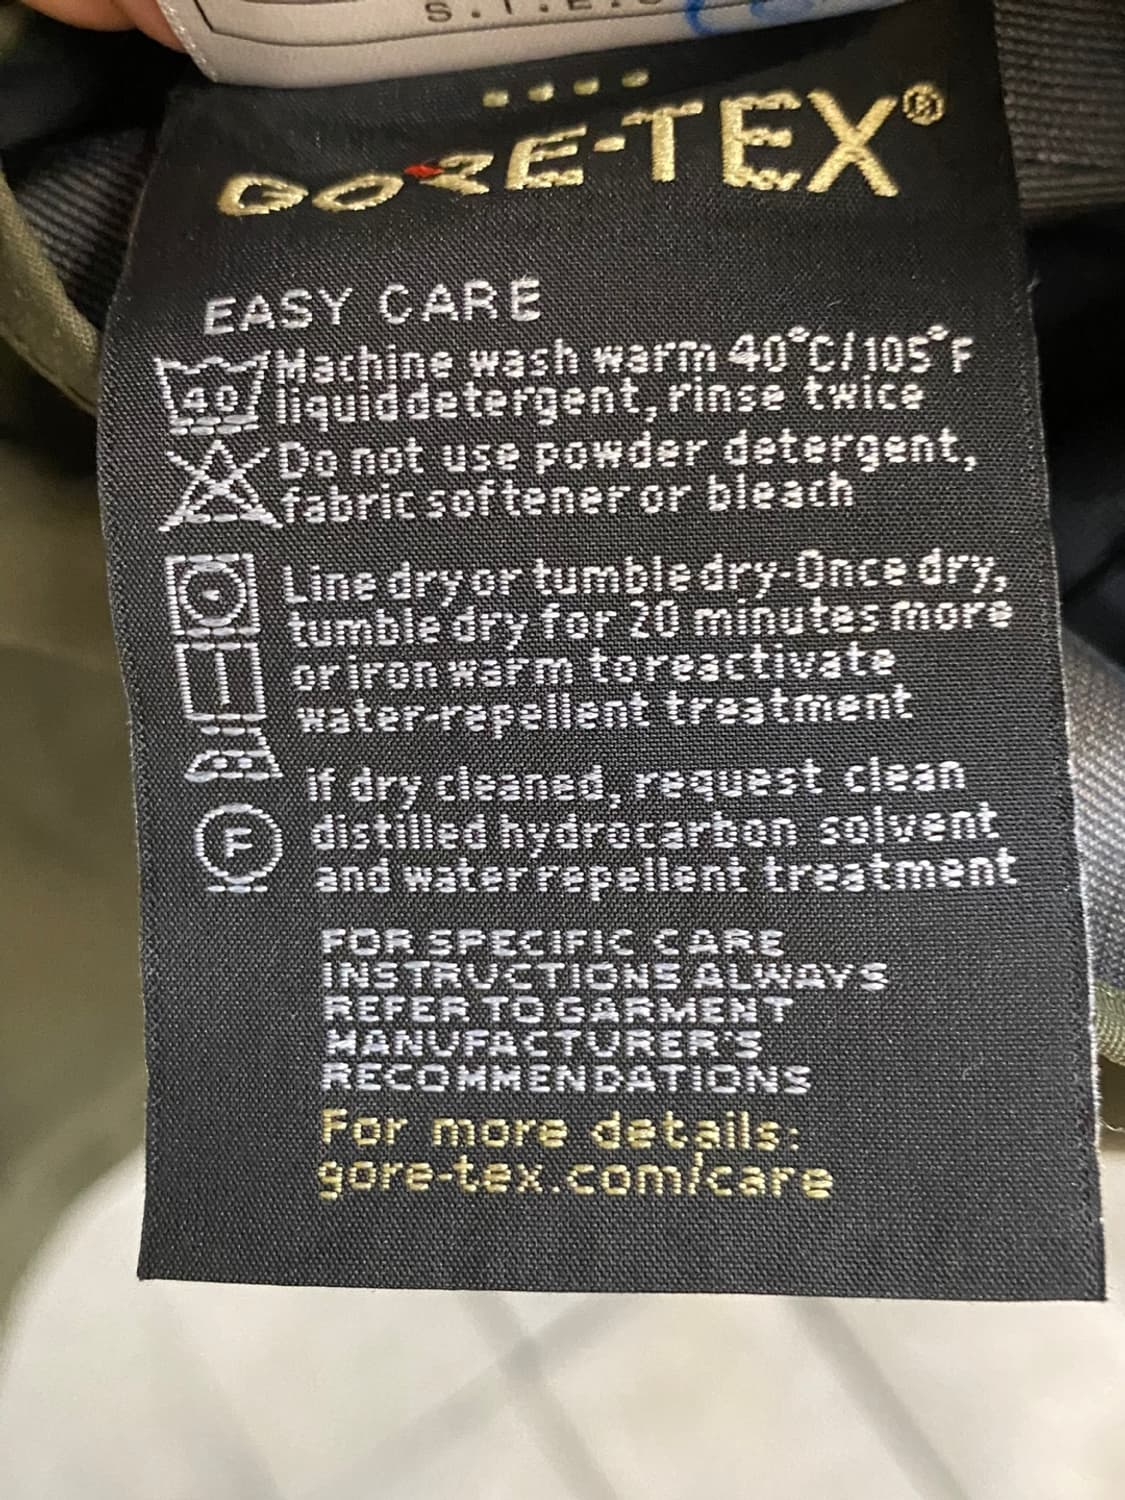 S.T.E.
GORE-TEX®
EASY CARE
40 Machine wash warm 40°C/105°F
liquid detergent, rinse twice
Do not use powder detergent,
fabric softener or bleach
Line dry or tumble dry-Once dry,
tumble dry for 20 minutes more
or iron warm to reactivate
water-repellent treatment
if dry cleaned, request clean
F distilled hydrocarbon solvent
and water repellent treatment
FOR SPECIFIC CARE
INSTRUCTIONS ALWAYS
REFER TO GARMENT
MANUFACTURER'S
RECOMMENDATIONS
For more details:
gore-tex.com/care